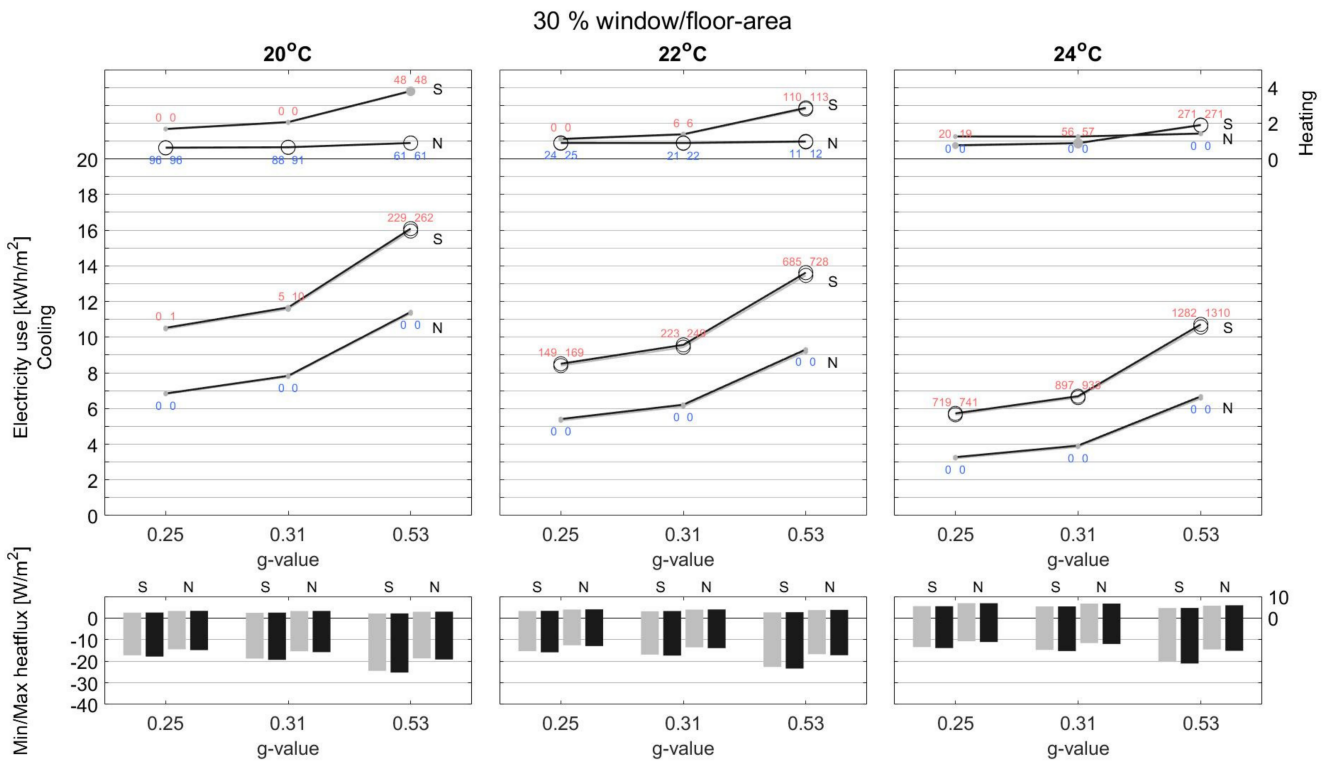 30 % window/floor-area
20°C 22°C 24°C
48 48 S
0 0 0 0
N
96 96 88 91 61 61
110 113 S
0 0 6 6
N
24 25 21 22 11 12
271 271 S
20 19 56 57 N
0 0 0 0 0 0
4
2
0
Heating
20
18
16
14
12
10
8
6
4
2
0
Electricity use [kWh/m²]
Cooling
229 262
S
0 1 5 10
N
0 0
0 0 0 0
685 728
S
149 169 223
N
0 0
0 0 0 0
1282 1310
S
719 741 897
N
0 0
0 0 0 0
0.25 0.31 0.53 0.25 0.31 0.53 0.25 0.31 0.53
g-value g-value g-value
Min/Max heatflux [W/m²]
S N S N S N S N S N S N S N S N S N
0
-10
-20
-30
-40
10
0
0.25 0.31 0.53 0.25 0.31 0.53 0.25 0.31 0.53
g-value g-value g-value